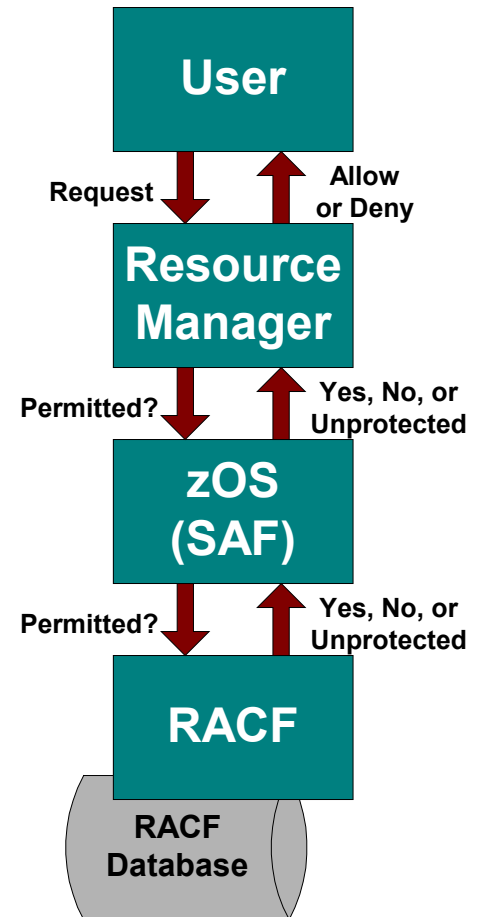 User
Request
Allow
or Deny
Resource
Manager
Permitted?
Yes, No, or
Unprotected
zOS
(SAF)
Permitted?
Yes, No, or
Unprotected
RACF
RACF
Database